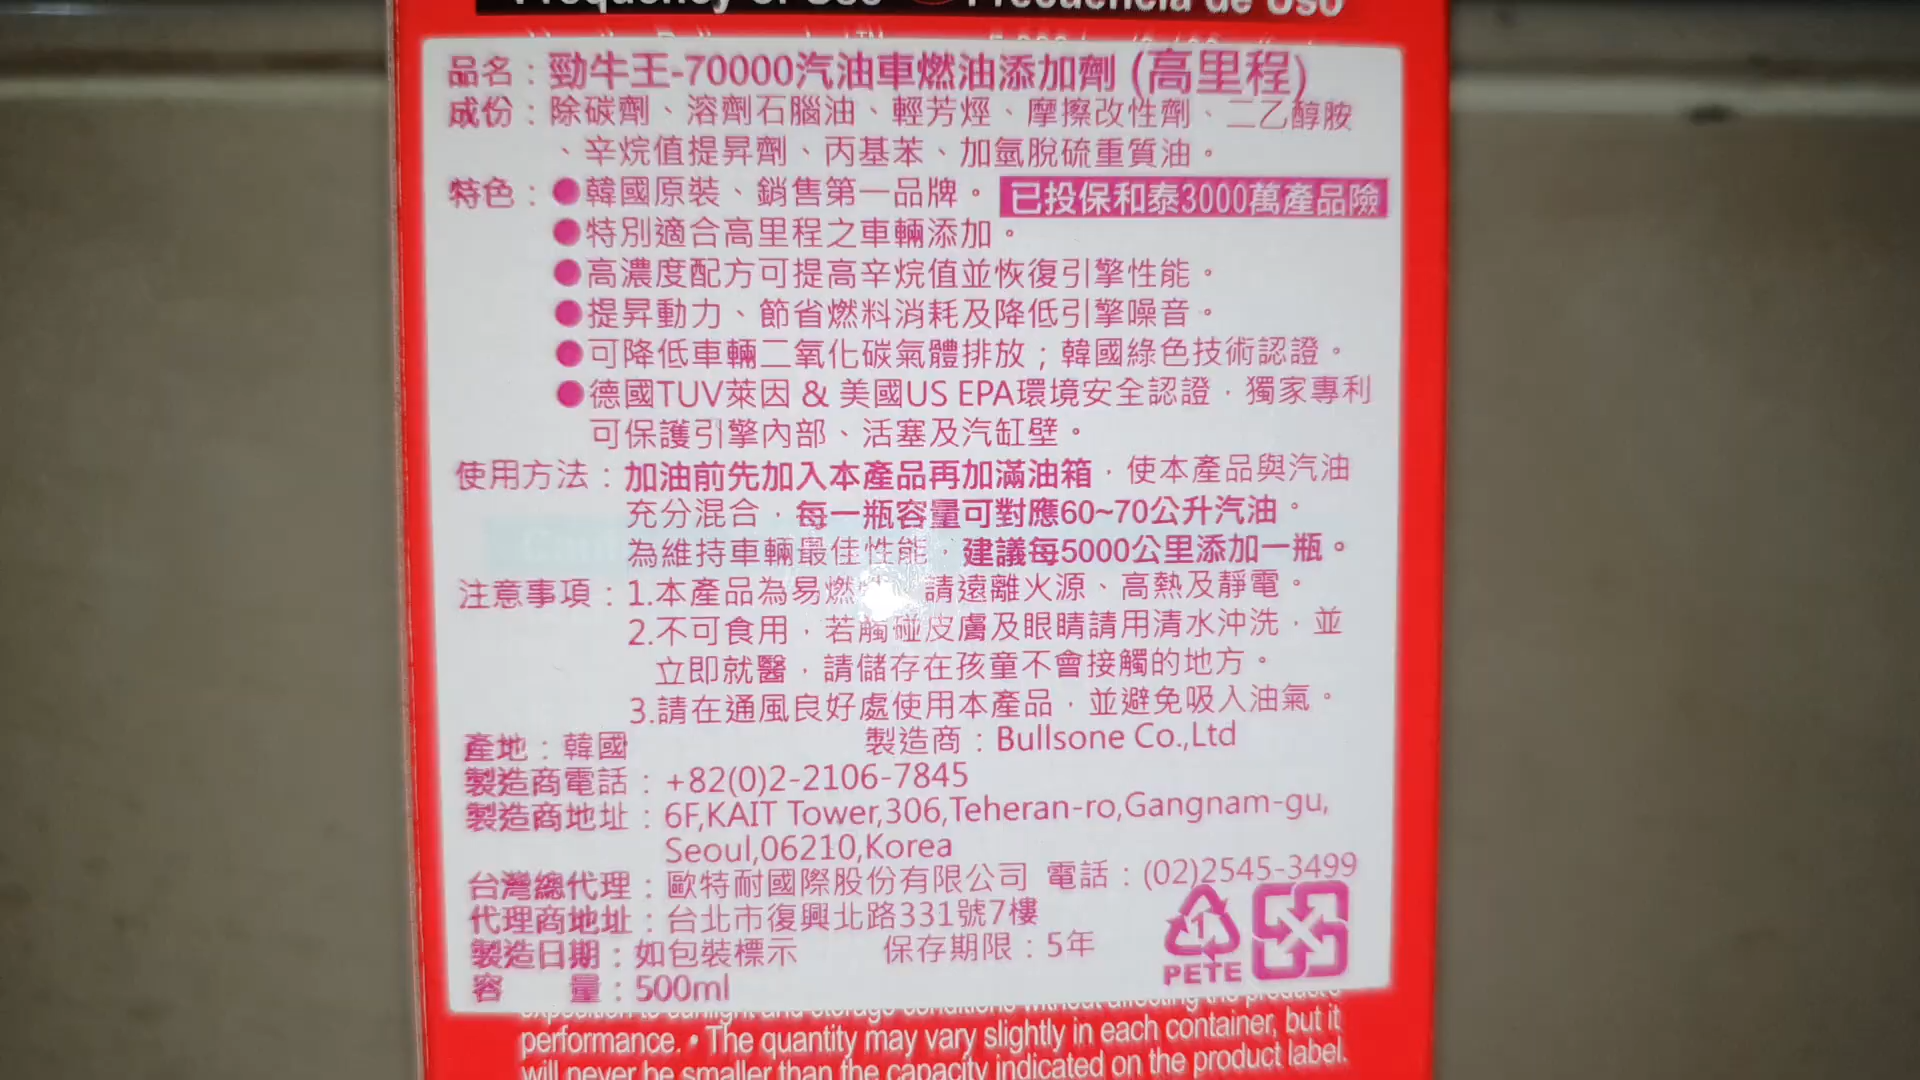 Frequency of Use Frecuencia de Uso
品名：勁牛王-70000汽油車燃油添加劑 (高里程)
成份：除碳劑、溶劑石腦油、輕芳烴、摩擦改性劑、二乙醇胺
、辛烷值提昇劑、丙基苯、加氫脫硫重質油。
特色：●韓國原裝、銷售第一品牌。 已投保和泰3000萬產品險
●特別適合高里程之車輛添加。
●高濃度配方可提高辛烷值並恢復引擎性能。
●提昇動力、節省燃料消耗及降低引擎噪音。
●可降低車輛二氧化碳氣體排放；韓國綠色技術認證。
●德國TUV萊因 & 美國US EPA環境安全認證，獨家專利
可保護引擎內部、活塞及汽缸壁。
使用方法：加油前先加入本產品再加滿油箱，使本產品與汽油
充分混合，每一瓶容量可對應60~70公升汽油。
為維持車輛最佳性能，建議每5000公里添加一瓶。
注意事項：1.本產品為易燃 請遠離火源、高熱及靜電。
2.不可食用，若觸碰皮膚及眼睛請用清水沖洗，並
立即就醫，請儲存在孩童不會接觸的地方。
3.請在通風良好處使用本產品，並避免吸入油氣。
產地：韓國 製造商：Bullsone Co.,Ltd
製造商電話：+82(0)2-2106-7845
製造商地址：6F,KAIT Tower,306,Teheran-ro,Gangnam-gu,
Seoul,06210,Korea
台灣總代理：歐特耐國際股份有限公司 電話：(02)2545-3499
代理商地址：台北市復興北路331號7樓
製造日期：如包裝標示 保存期限：5年
容 量：500ml
1
PETE
performance. • The quantity may vary slightly in each container, but it
will never be smaller than the capacity indicated on the product label.